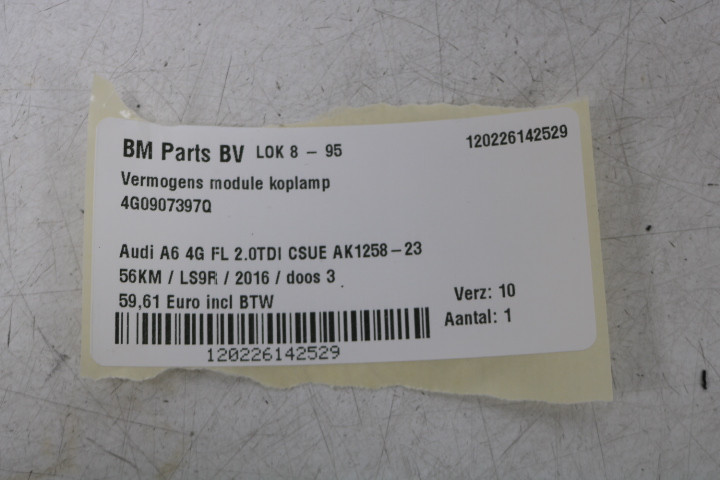 BM Parts BV LOK 8 - 95 120226142529
Vermogens module koplamp
4G0907397Q
Audi A6 4G FL 2.0TDI CSUE AK1258-23
56KM / LS9R / 2016 / doos 3
59,61 Euro incl BTW
Verz: 10
Aantal: 1
120226142529